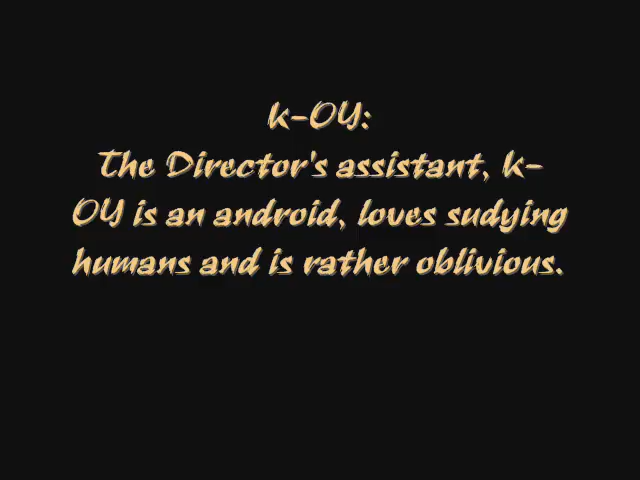 k-OY:
The Director's assistant, k-
OY is an android, loves sudying
humans and is rather oblivious.